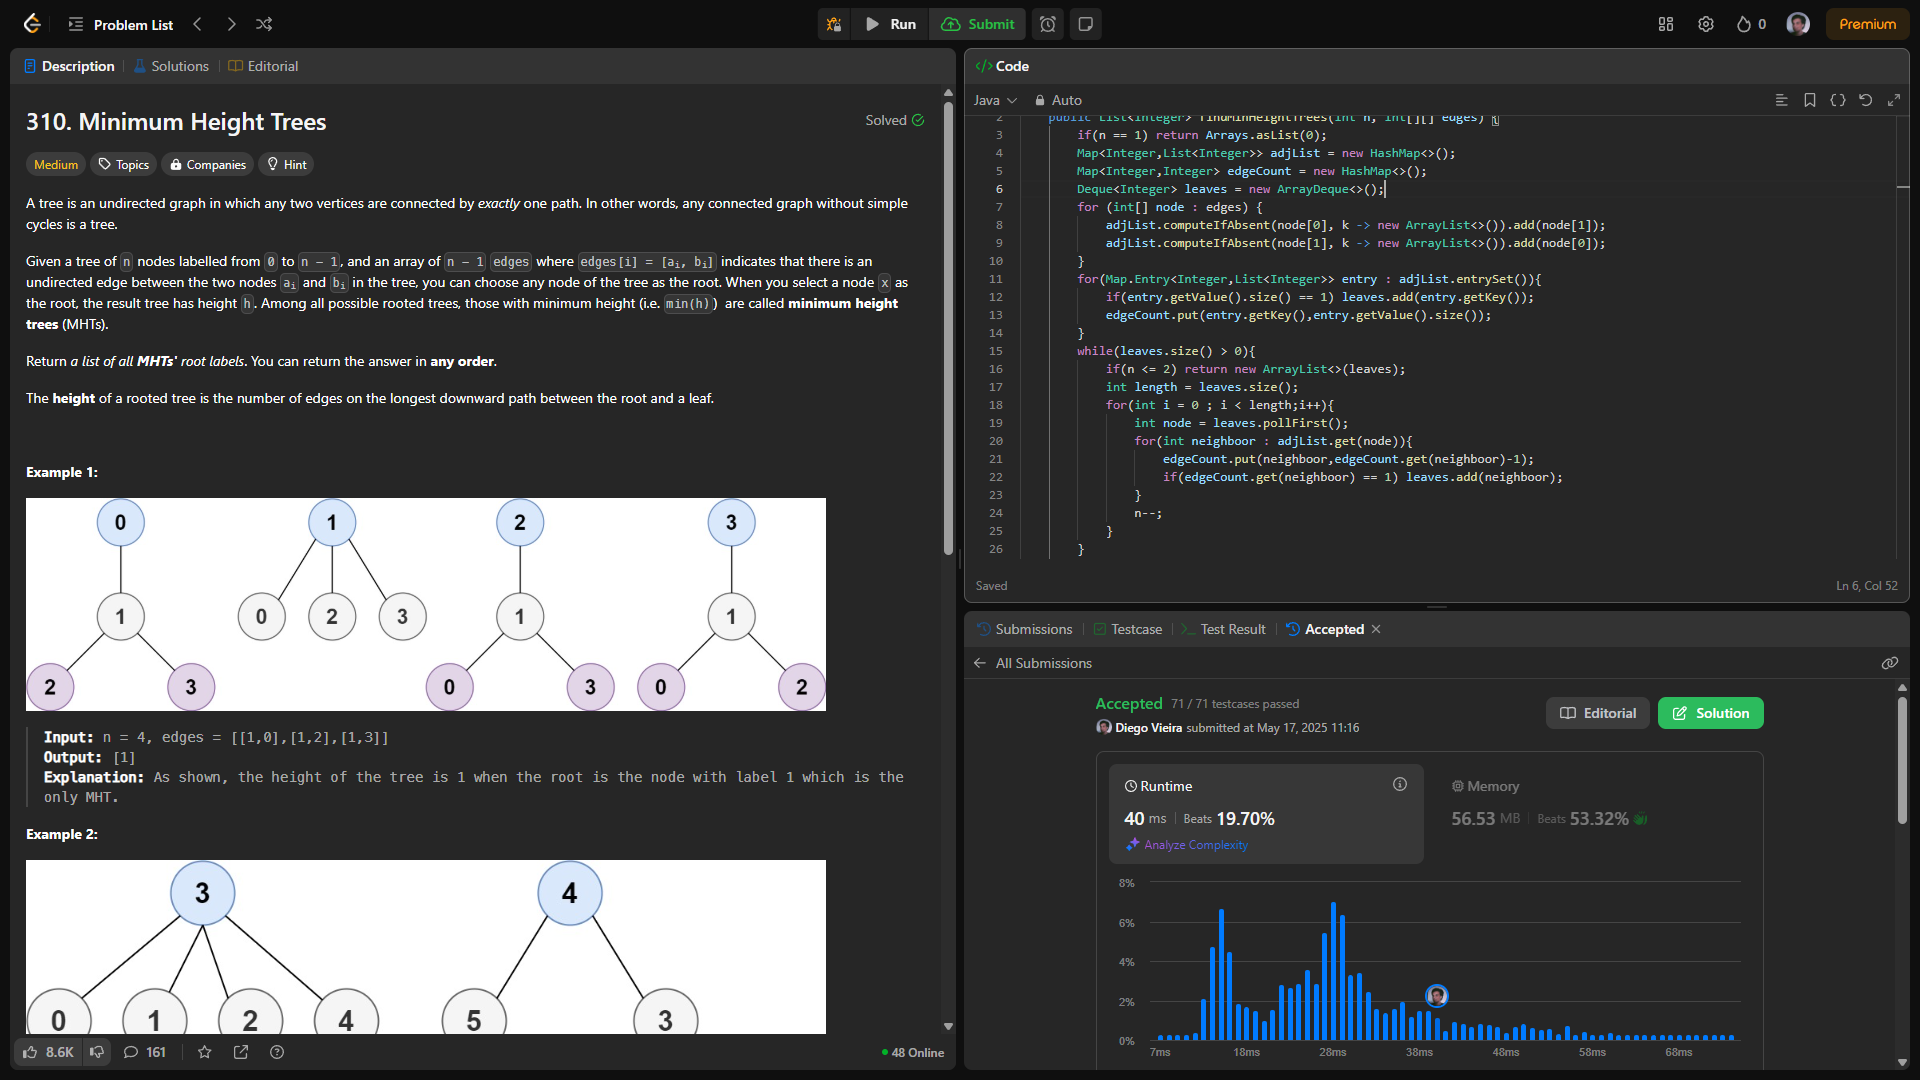 Problem List
Run
Submit
0
Premium
Description
Solutions
Editorial
310. Minimum Height Trees
Solved
Medium
Topics
Companies
Hint
A tree is an undirected graph in which any two vertices are connected by exactly one path. In other words, any connected graph without simple
cycles is a tree.
Given a tree of n nodes labelled from 0 to n - 1, and an array of n - 1 edges where edges[i] = [ai, bi] indicates that there is an
undirected edge between the two nodes ai and bi in the tree, you can choose any node of the tree as the root. When you select a node x as
the root, the result tree has height h. Among all possible rooted trees, those with minimum height (i.e. min(h)) are called minimum height
trees (MHTs).
Return a list of all MHTs' root labels. You can return the answer in any order.
The height of a rooted tree is the number of edges on the longest downward path between the root and a leaf.
Example 1:
0 1 2 3
1 0 2 3 1 1
2 3 0 3 0 2
Input: n = 4, edges = [[1,0],[1,2],[1,3]]
Output: [1]
Explanation: As shown, the height of the tree is 1 when the root is the node with label 1 which is the
only MHT.
Example 2:
3 4
0 1 2 4 5 3
8.6K
161
48 Online
Code
Java
Auto
2 public List<Integer> findMinHeightTrees(int n, int[][] edges) {
3 if(n == 1) return Arrays.asList(0);
4 Map<Integer,List<Integer>> adjList = new HashMap<>();
5 Map<Integer,Integer> edgeCount = new HashMap<>();
6 Deque<Integer> leaves = new ArrayDeque<>();
7 for (int[] node : edges) {
8 adjList.computeIfAbsent(node[0], k -> new ArrayList<>()).add(node[1]);
9 adjList.computeIfAbsent(node[1], k -> new ArrayList<>()).add(node[0]);
10 }
11 for(Map.Entry<Integer,List<Integer>> entry : adjList.entrySet()){
12 if(entry.getValue().size() == 1) leaves.add(entry.getKey());
13 edgeCount.put(entry.getKey(),entry.getValue().size());
14 }
15 while(leaves.size() > 0){
16 if(n <= 2) return new ArrayList<>(leaves);
17 int length = leaves.size();
18 for(int i = 0 ; i < length;i++){
19 int node = leaves.pollFirst();
20 for(int neighboor : adjList.get(node)){
21 edgeCount.put(neighboor,edgeCount.get(neighboor)-1);
22 if(edgeCount.get(neighboor) == 1) leaves.add(neighboor);
23 }
24 n--;
25 }
26 }
Saved
Ln 6, Col 52
Submissions
Testcase
Test Result
Accepted
All Submissions
Accepted 71 / 71 testcases passed
Diego Vieira submitted at May 17, 2025 11:16
Editorial
Solution
Runtime
40 ms Beats 19.70%
Analyze Complexity
Memory
56.53 MB Beats 53.32%
8%
6%
4%
2%
0%
7ms 18ms 28ms 38ms 48ms 58ms 68ms